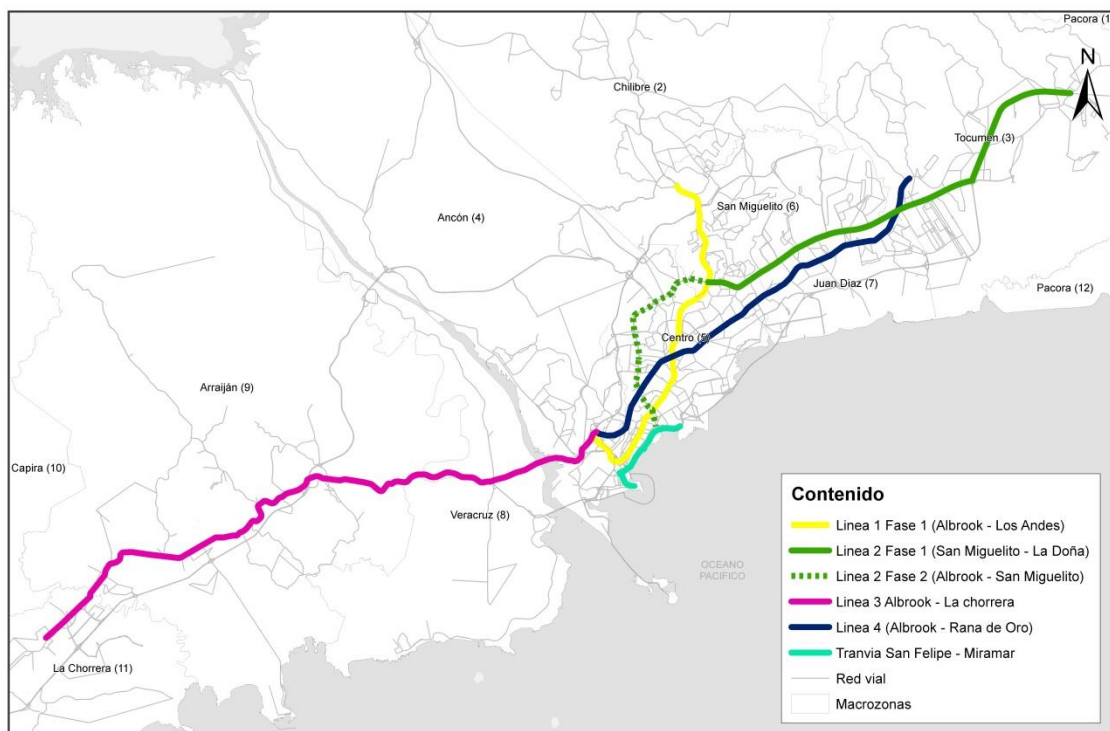 Pacora (1
N
Chilibre (2)
Tocumen (3)
San Miguelito (6)
Ancón (4)
Juan Diaz (7)
Pacora (12)
Centro (5)
Arraiján (9)
Capira (10)
Veracruz (8)
La Chorrera (11)
OCEANO
PACIFICO
Contenido
Linea 1 Fase 1 (Albrook - Los Andes)
Linea 2 Fase 1 (San Miguelito - La Doña)
Linea 2 Fase 2 (Albrook - San Miguelito)
Linea 3 Albrook - La chorrera
Linea 4 (Albrook - Rana de Oro)
Tranvia San Felipe - Miramar
Red vial
Macrozonas